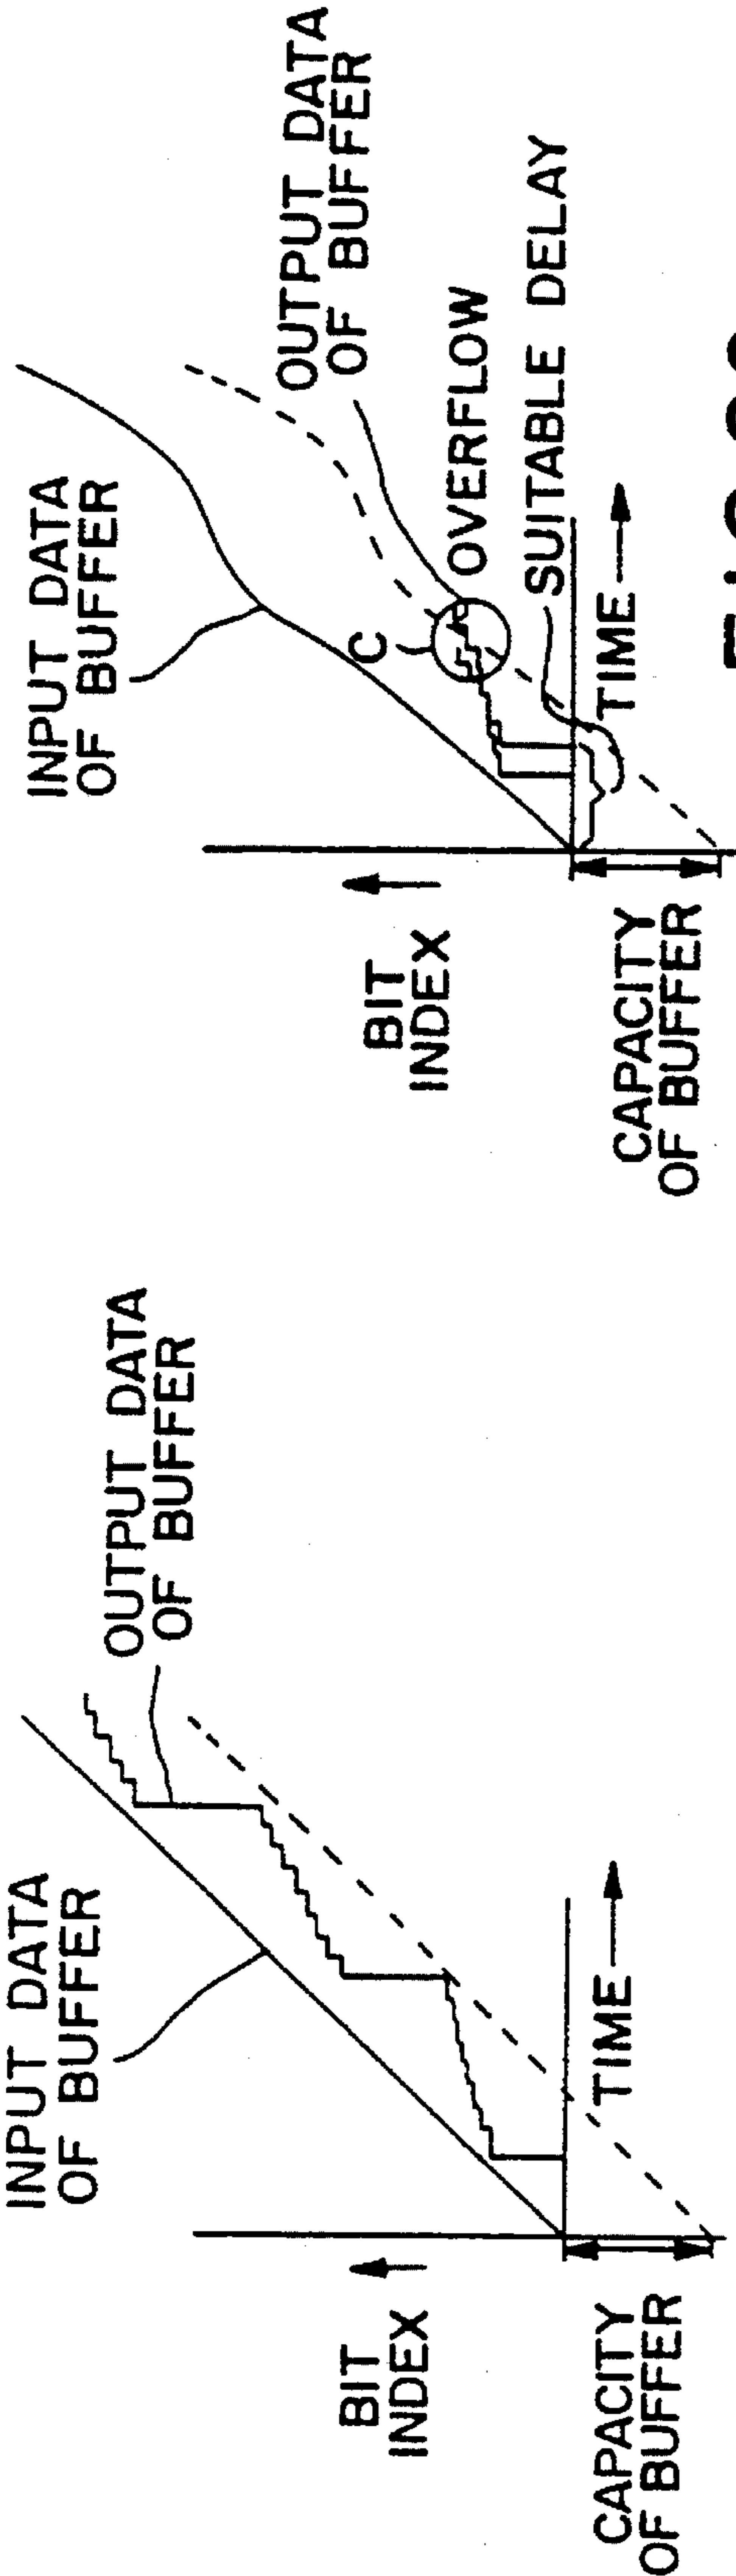 INPUT DATA
OF BUFFER
OUTPUT DATA
OF BUFFER
BIT
INDEX
TIME
CAPACITY
OF BUFFER
INPUT DATA
OF BUFFER
OUTPUT DATA
OF BUFFER
C
OVERFLOW
SUITABLE DELAY
BIT
INDEX
TIME
CAPACITY
OF BUFFER